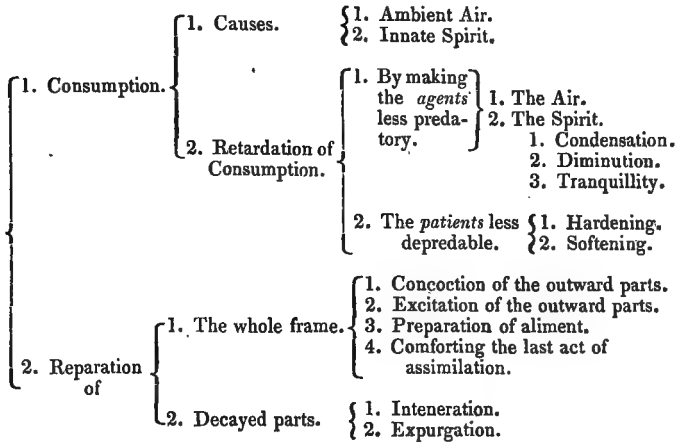 1. Consumption.
1. Causes.
1. Ambient Air.
2. Innate Spirit.
2. Retardation of
Consumption.
1. By making
the agents
less preda-
tory.
1. The Air.
2. The Spirit.
1. Condensation.
2. Diminution.
3. Tranquillity.
2. The patients less
depredable.
1. Hardening.
2. Softening.
2. Reparation
of
1. The whole frame.
1. Concoction of the outward parts.
2. Excitation of the outward parts.
3. Preparation of aliment.
4. Comforting the last act of
assimilation.
2. Decayed parts.
1. Inteneration.
2. Expurgation.